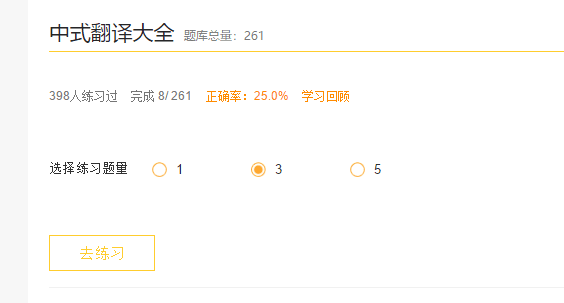 中式翻译大全 题库总量：261
398人练习过 完成 8/261 正确率：25.0% 学习回顾
选择练习题量 1 3 5
去练习